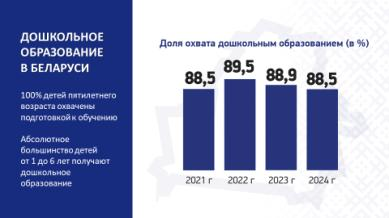 ДОШКОЛЬНОЕ
ОБРАЗОВАНИЕ
В БЕЛАРУСИ
100% детей пятилетнего
возраста охвачены
подготовкой к обучению
Абсолютное
большинство детей
от 1 до 6 лет получают
дошкольное
образование
Доля охвата дошкольным образованием (в %)
88,5 89,5 88,9 88,5
2021 г 2022 г 2023 г 2024 г